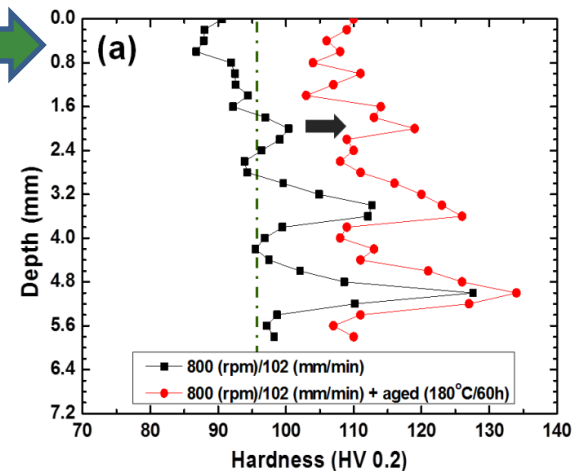 (a)
0.0
0.8
1.6
2.4
3.2
4.0
4.8
5.6
6.4
7.2
Depth (mm)
800 (rpm)/102 (mm/min)
800 (rpm)/102 (mm/min) + aged (180°C/60h)
70 80 90 100 110 120 130 140
Hardness (HV 0.2)